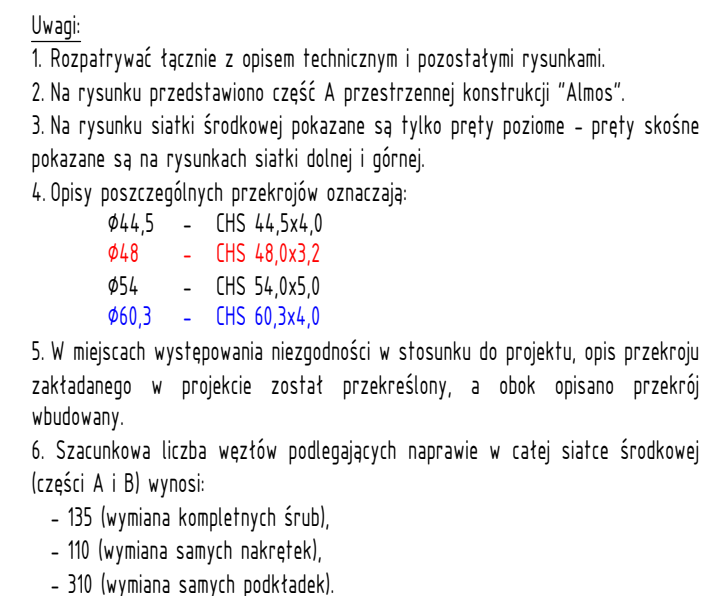 Uwagi:
1. Rozpatrywać łącznie z opisem technicznym i pozostałymi rysunkami.
2. Na rysunku przedstawiono część A przestrzennej konstrukcji "Almos".
3. Na rysunku siatki środkowej pokazane są tylko pręty poziome - pręty skośne
pokazane są na rysunkach siatki dolnej i górnej.
4. Opisy poszczególnych przekrojów oznaczają:
Ø44,5 - CHS 44,5x4,0
Ø48 - CHS 48,0x3,2
Ø54 - CHS 54,0x5,0
Ø60,3 - CHS 60,3x4,0
5. W miejscach występowania niezgodności w stosunku do projektu, opis przekroju
zakładanego w projekcie został przekreślony, a obok opisano przekrój
wbudowany.
6. Szacunkowa liczba węzłów podlegających naprawie w całej siatce środkowej
(części A i B) wynosi:
- 135 (wymiana kompletnych śrub),
- 110 (wymiana samych nakrętek),
- 310 (wymiana samych podkładek).